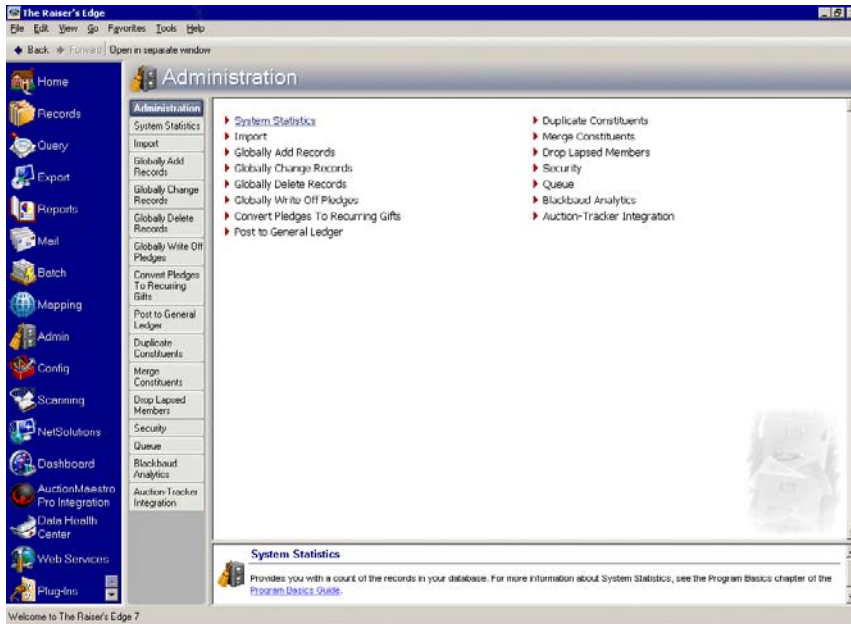 The Raiser's Edge
File Edit View Go Favorites Tools Help
Back Forward Open in separate window
Home
Records
Query
Export
Reports
Mail
Batch
Mapping
Admin
Config
Scanning
NetSolutions
Dashboard
AuctionMaestro
Pro Integration
Data Health
Center
Web Services
Plug-Ins
Administration
Administration
System Statistics
Import
Globally Add
Records
Globally Change
Records
Globally Delete
Records
Globally Write Off
Pledges
Convert Pledges
To Recurring
Gifts
Post to General
Ledger
Duplicate
Constituents
Merge
Constituents
Drop Lapsed
Members
Security
Queue
Blackbaud
Analytics
Auction-Tracker
Integration
System Statistics
Import
Globally Add Records
Globally Change Records
Globally Delete Records
Globally Write Off Pledges
Convert Pledges To Recurring Gifts
Post to General Ledger
Duplicate Constituents
Merge Constituents
Drop Lapsed Members
Security
Queue
Blackbaud Analytics
Auction-Tracker Integration
System Statistics
Provides you with a count of the records in your database. For more information about System Statistics, see the Program Basics chapter of the
Program Basics Guide.
Welcome to The Raiser's Edge 7